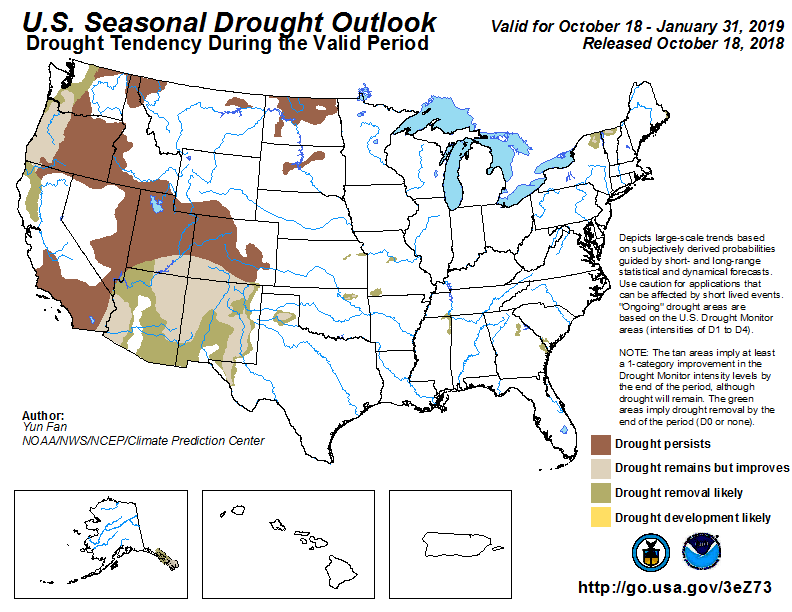 U.S. Seasonal Drought Outlook
Drought Tendency During the Valid Period
Valid for October 18 - January 31, 2019
Released October 18, 2018
Depicts large-scale trends based
on subjectively derived probabilities
guided by short- and long-range
statistical and dynamical forecasts.
Use caution for applications that
can be affected by short lived events.
"Ongoing" drought areas are
based on the U.S. Drought Monitor
areas (intensities of D1 to D4).
NOTE: The tan areas imply at least
a 1-category improvement in the
Drought Monitor intensity levels by
the end of the period, although
drought will remain. The green
areas imply drought removal by the
end of the period (D0 or none).
Author:
Yun Fan
NOAA/NWS/NCEP/Climate Prediction Center
Drought persists
Drought remains but improves
Drought removal likely
Drought development likely
http://go.usa.gov/3eZ73